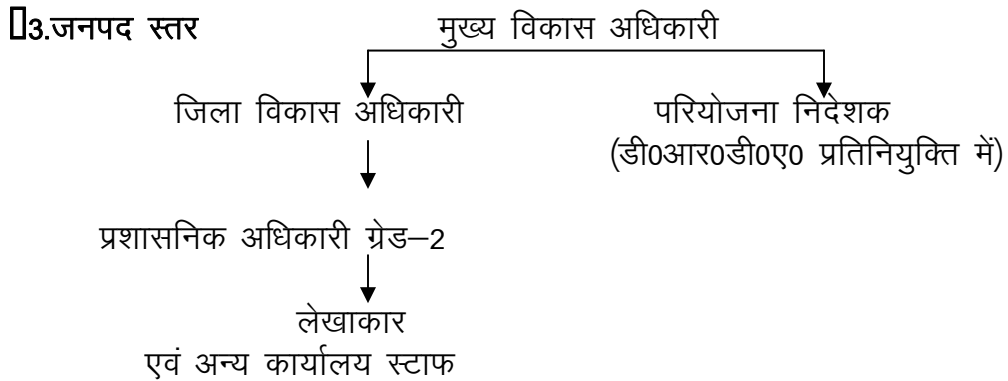 3.जनपद स्तर
मुख्य विकास अधिकारी
जिला विकास अधिकारी
परियोजना निदेशक
(डी0आर0डी0ए0 प्रतिनियुक्ति में)
प्रशासनिक अधिकारी ग्रेड–2
लेखाकार
एवं अन्य कार्यालय स्टाफ